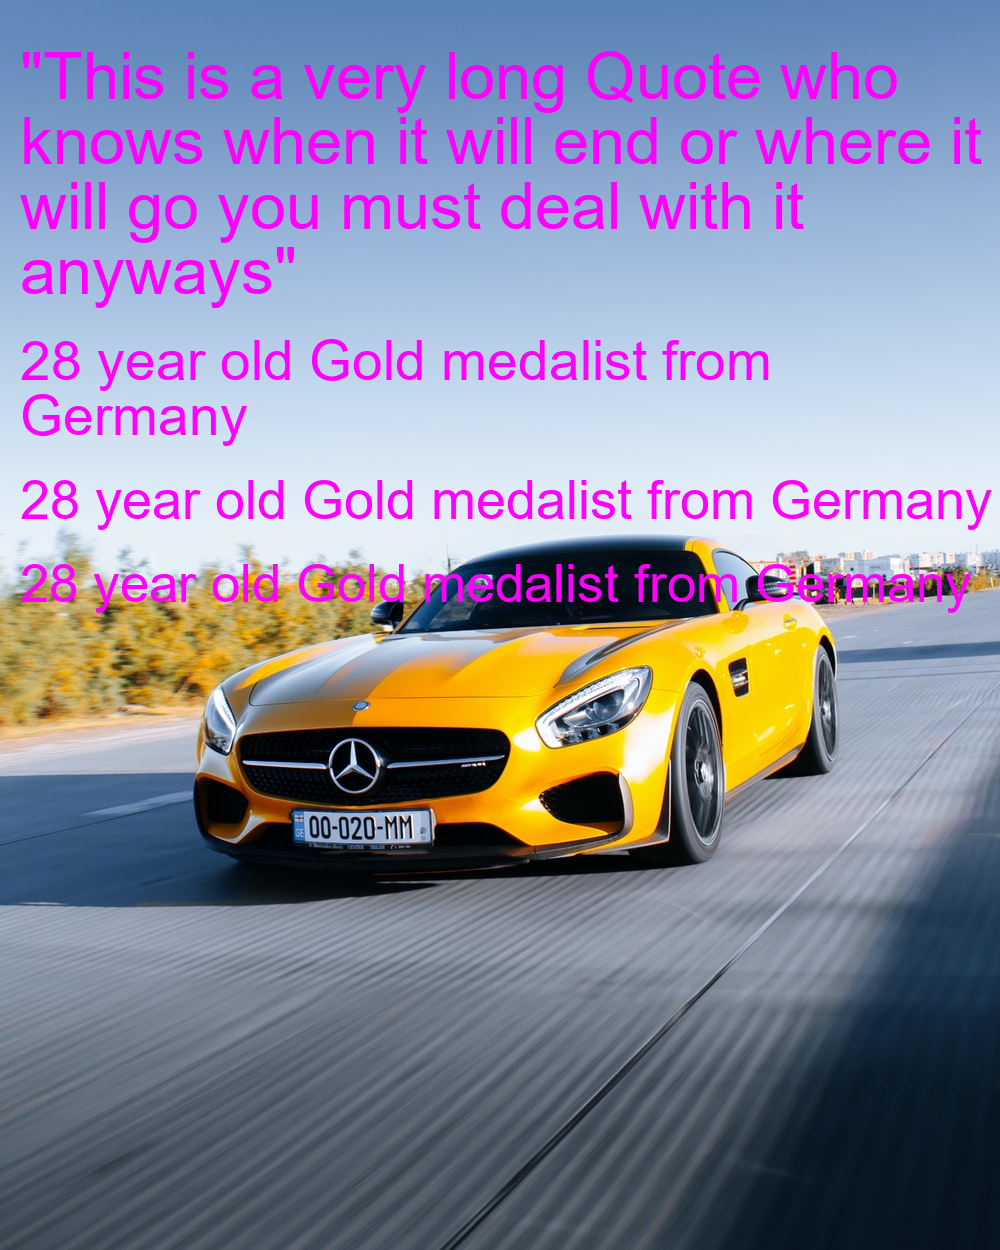 "This is a very long Quote who
knows when it will end or where it
will go you must deal with it
anyways"
28 year old Gold medalist from
Germany
28 year old Gold medalist from Germany
28 year old Gold medalist from Germany
GE
00-020-MM